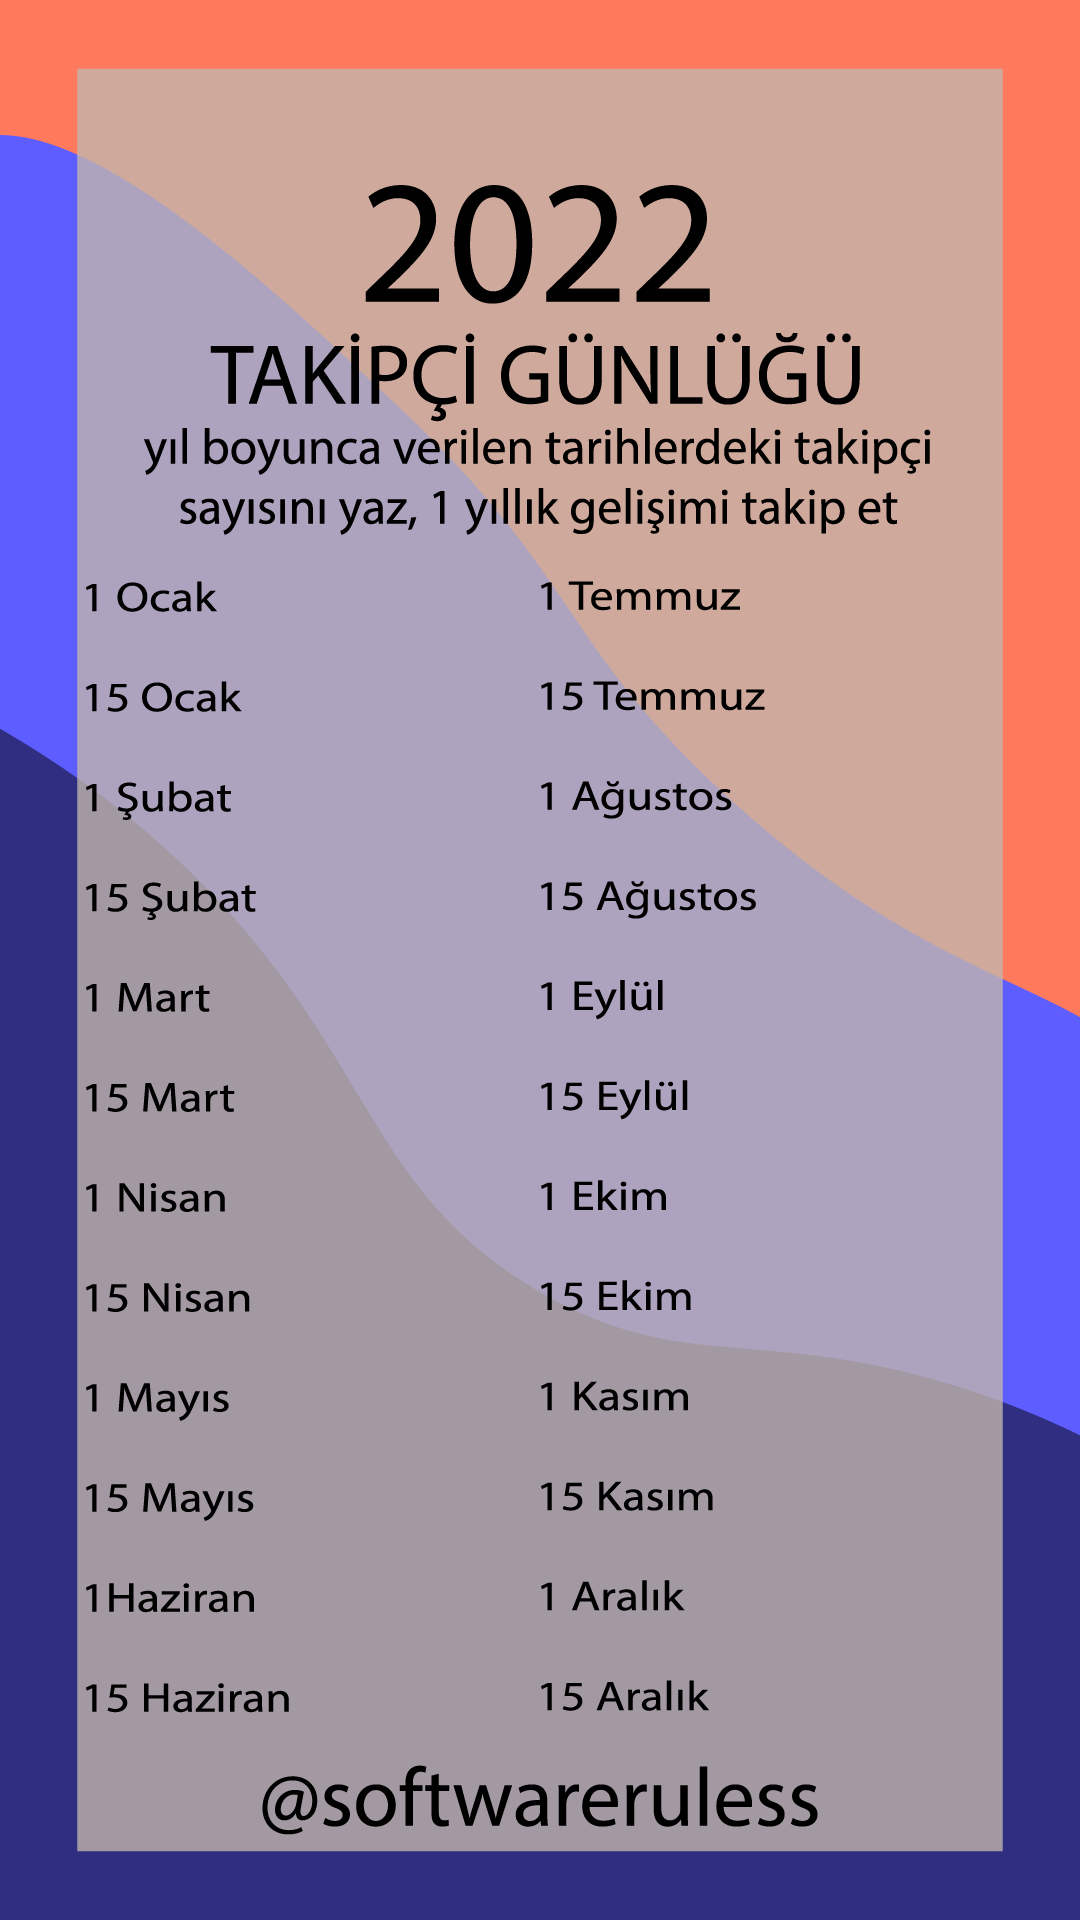 2022
TAKİPÇİ GÜNLÜĞÜ
yıl boyunca verilen tarihlerdeki takipçi
sayısını yaz, 1 yıllık gelişimi takip et
1 Ocak
15 Ocak
1 Şubat
15 Şubat
1 Mart
15 Mart
1 Nisan
15 Nisan
1 Mayıs
15 Mayıs
1Haziran
15 Haziran
1 Temmuz
15 Temmuz
1 Ağustos
15 Ağustos
1 Eylül
15 Eylül
1 Ekim
15 Ekim
1 Kasım
15 Kasım
1 Aralık
15 Aralık
@softwareruless